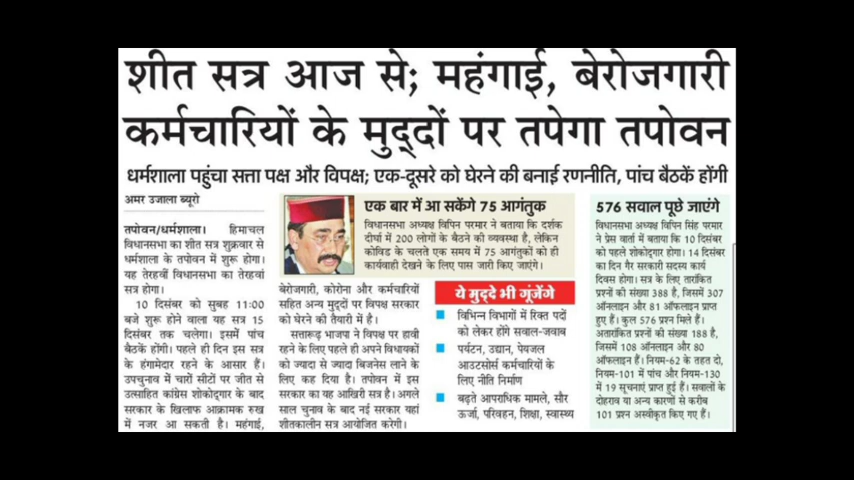 शीत सत्र आज से; महंगाई, बेरोजगारी
कर्मचारियों के मुद्दों पर तपेगा तपोवन
धर्मशाला पहुंचा सत्ता पक्ष और विपक्ष; एक-दूसरे को घेरने की बनाई रणनीति, पांच बैठकें होंगी
अमर उजाला ब्यूरो
तपोवन/धर्मशाला। हिमाचल
विधानसभा का शीत सत्र शुक्रवार से
धर्मशाला के तपोवन में शुरू होगा।
यह तेरहवीं विधानसभा का तेरहवां
सत्र होगा।
10 दिसंबर को सुबह 11:00
बजे शुरू होने वाला यह सत्र 15
दिसंबर तक चलेगा। इसमें पांच
बैठकें होंगी। पहले ही दिन इस सत्र
के हंगामेदार रहने के आसार हैं।
उपचुनाव में चारों सीटों पर जीत से
उत्साहित कांग्रेस शोकोद्गार के बाद
सरकार के खिलाफ आक्रामक रुख
में नजर आ सकती है। महंगाई,
एक बार में आ सकेंगे 75 आगंतुक
विधानसभा अध्यक्ष विपिन परमार ने बताया कि दर्शक
दीर्घा में 200 लोगों के बैठने की व्यवस्था है, लेकिन
कोविड के चलते एक समय में 75 आगंतुकों को ही
कार्यवाही देखने के लिए पास जारी किए जाएंगे।
बेरोजगारी, कोरोना और कर्मचारियों
सहित अन्य मुद्दों पर विपक्ष सरकार
को घेरने की तैयारी में है।
सत्तारूढ़ भाजपा ने विपक्ष पर हावी
रहने के लिए पहले ही अपने विधायकों
को ज्यादा से ज्यादा बिजनेस लाने के
लिए कह दिया है। तपोवन में इस
सरकार का यह आखिरी सत्र है। अगले
साल चुनाव के बाद नई सरकार यहां
शीतकालीन सत्र आयोजित करेगी।
ये मुद्दे भी गूंजेंगे
विभिन्न विभागों में रिक्त पदों
को लेकर होंगे सवाल-जवाब
पर्यटन, उद्यान, पेयजल
आउटसोर्स कर्मचारियों के
लिए नीति निर्माण
बढ़ते आपराधिक मामले, सौर
ऊर्जा, परिवहन, शिक्षा, स्वास्थ्य
576 सवाल पूछे जाएंगे
विधानसभा अध्यक्ष विपिन सिंह परमार
ने प्रेस वार्ता में बताया कि 10 दिसंबर
को पहले शोकोद्गार होगा। 14 दिसंबर
का दिन गैर सरकारी सदस्य कार्य
दिवस होगा। सत्र के लिए तारांकित
प्रश्नों की संख्या 388 है, जिसमें 307
ऑनलाइन और 81 ऑफलाइन प्राप्त
हुए हैं। कुल 576 प्रश्न मिले हैं।
अतारांकित प्रश्नों की संख्या 188 है,
जिसमें 108 ऑनलाइन और 80
ऑफलाइन हैं। नियम-62 के तहत दो,
नियम-101 में पांच और नियम-130
में 19 सूचनाएं प्राप्त हुई हैं। सवालों के
दोहराव या अन्य कारणों से करीब
101 प्रश्न अस्वीकृत किए गए हैं।